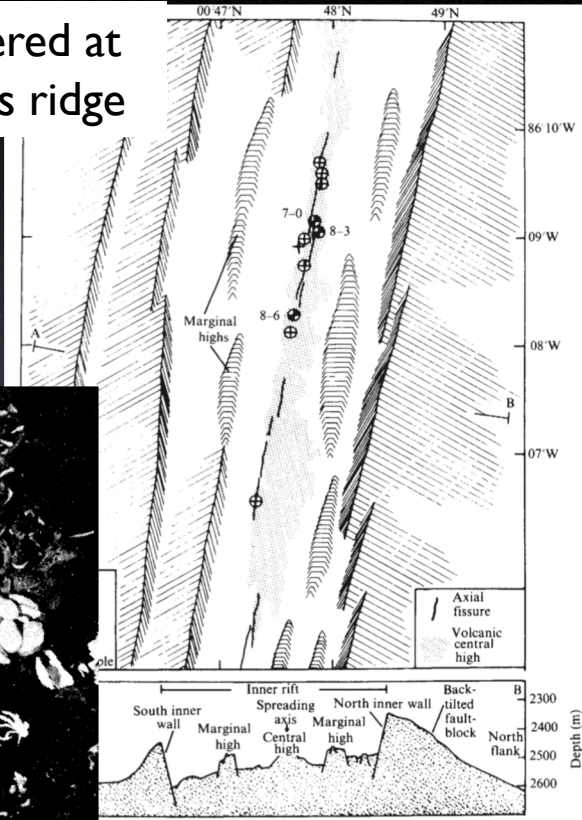 ered at
s ridge
00°47'N 48'N 49'N
86°10'W
7–0
8–3
09'W
Marginal
highs
8–6
A
08'W
B
07'W
Axial
fissure
Volcanic
central
high
ole
Inner rift
South inner
wall
Marginal
high
Spreading
axis
Central
high
Marginal
high
North inner wall
Back-
tilted
fault-
block
North
flank
B
2300
2400
2500
2600
Depth (m)